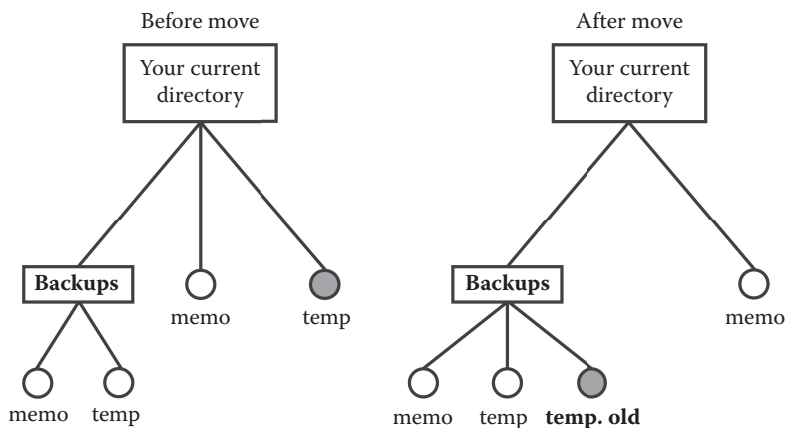 Before move
Your current
directory
Backups
memo
temp
memo
temp
After move
Your current
directory
Backups
memo
memo
temp
temp. old